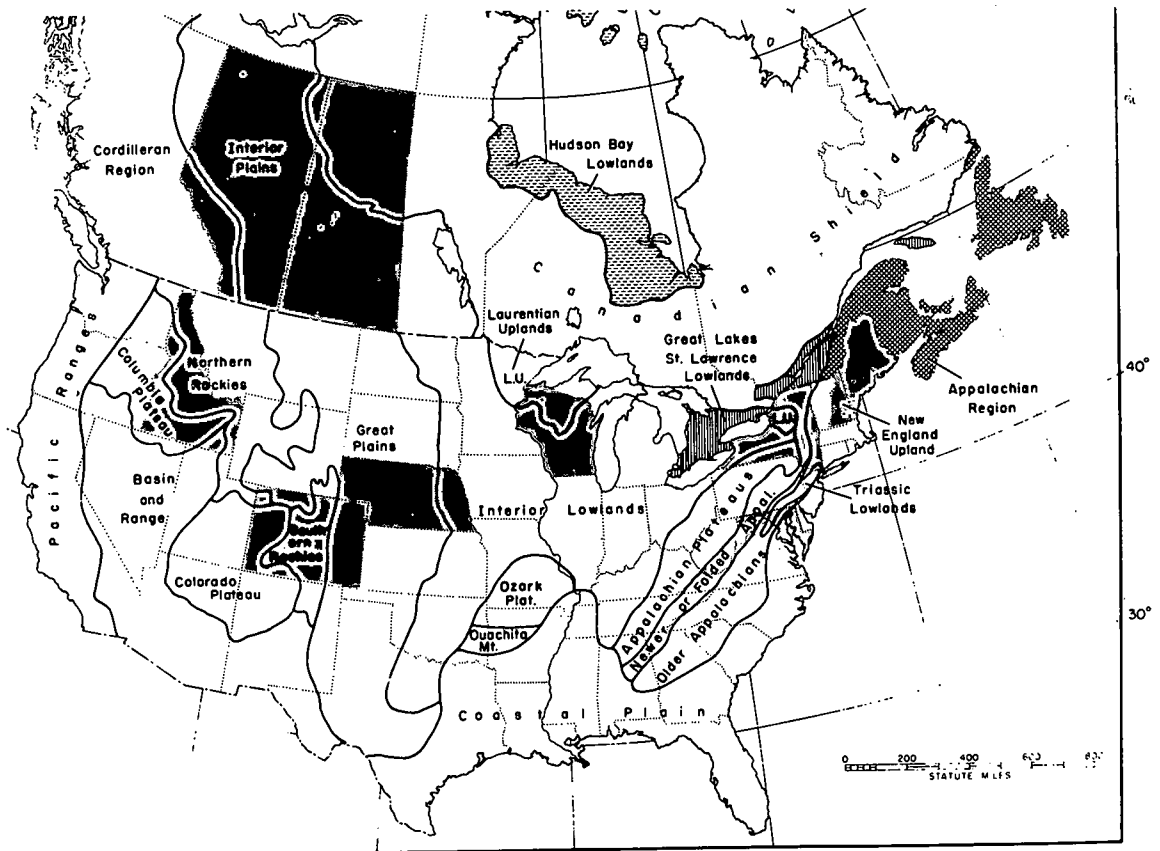 Hudson Bay
Lowlands
Cordilleran
Region
Interior
Plains
Canadian Shield
Laurentian
Uplands
L.U.
Great Lakes
St. Lawrence
Lowlands
40°
Appalachian
Region
New
England
Upland
Triassic
Lowlands
Pacific Ranges
Columbia
Plateau
Northern
Rockies
Great
Plains
Basin
and
Range
Interior Lowlands
Colorado
Plateau
Ozark
Plat.
Ouachita
Mt.
Appalachian Plateaus
Newer or Folded Appal.
Older Appalachians
30°
Coastal Plain
0 200 400 600 800
STATUTE MILES